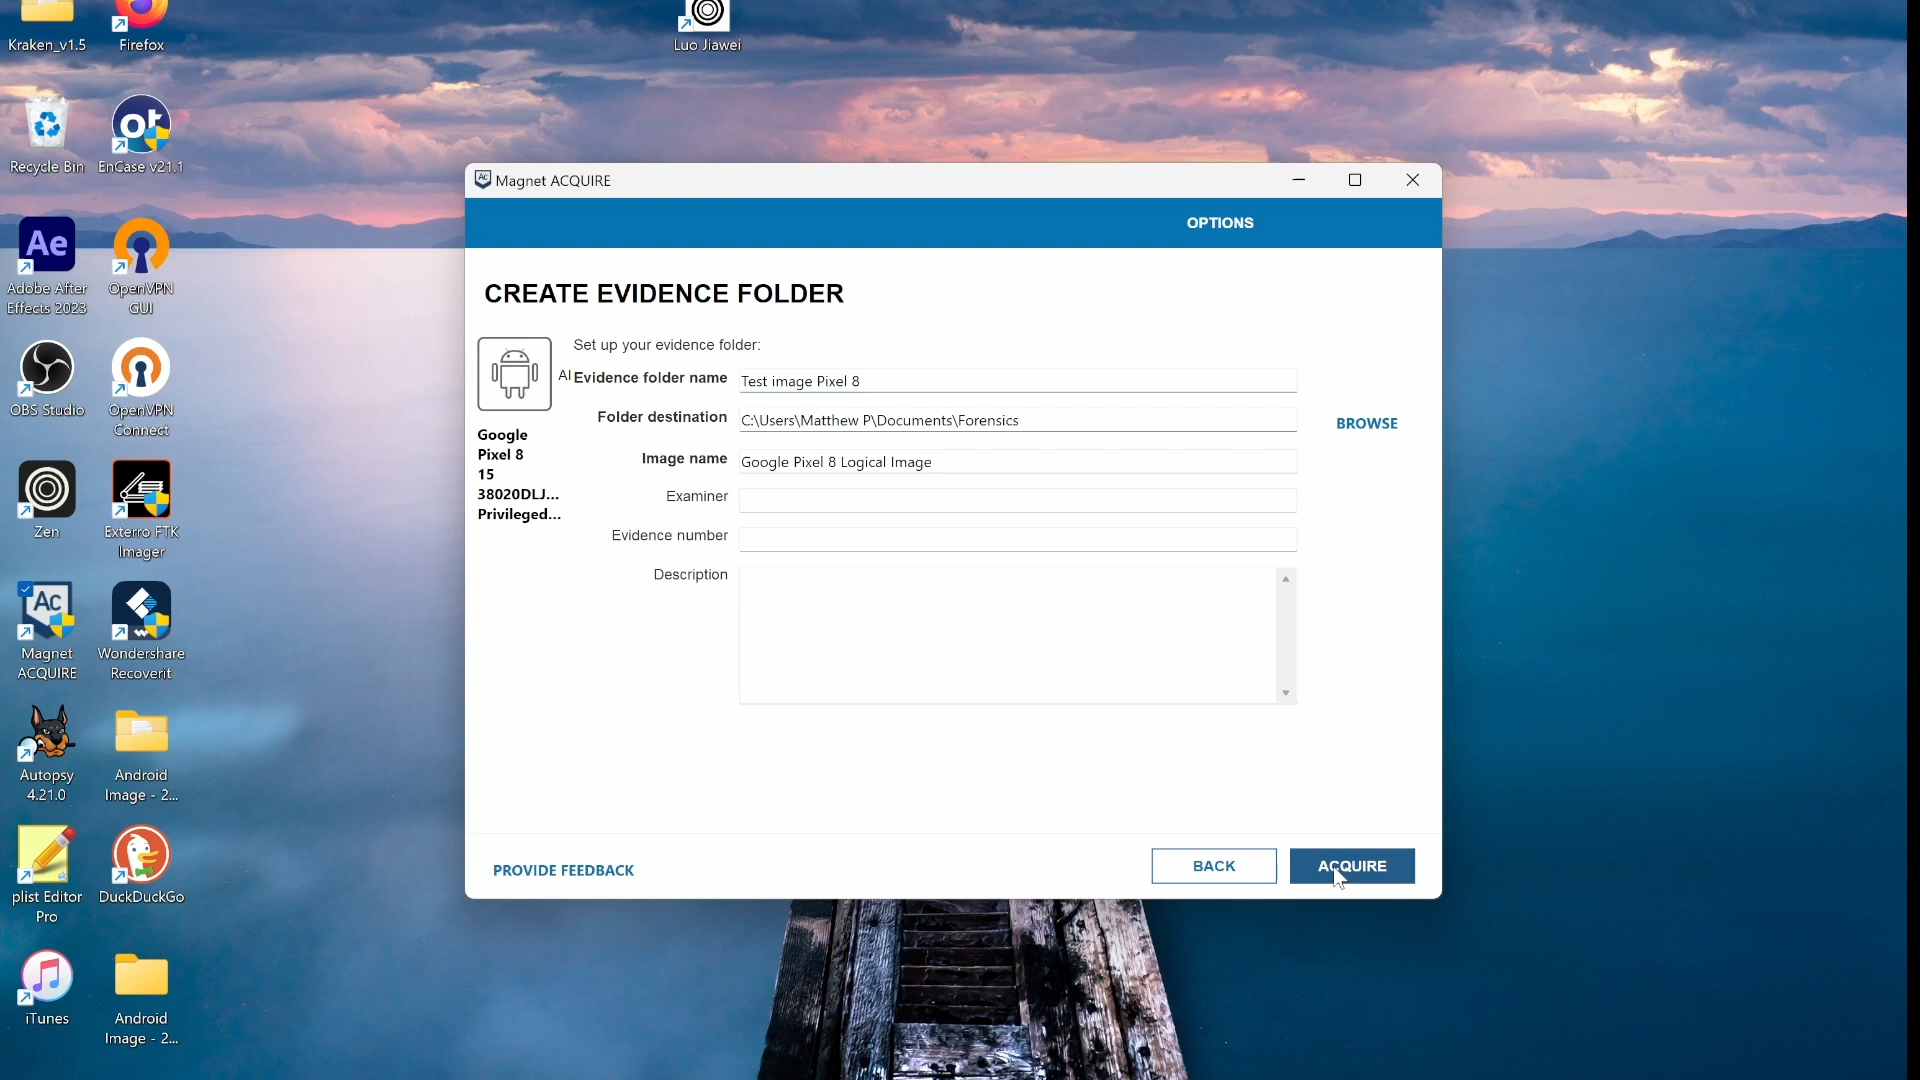 Kraken_v1.5
Firefox
Luo Jiawei
Recycle Bin
EnCase v21.1
Ae
Adobe After
Effects 2023
OpenVPN
GUI
OBS Studio
OpenVPN
Connect
Zen
Exterro FTK
Imager
Ac
Magnet
ACQUIRE
Wondershare
Recoverit
Autopsy
4.21.0
Android
Image - 2...
plist Editor
Pro
DuckDuckGo
iTunes
Android
Image - 2...
AC Magnet ACQUIRE
OPTIONS
CREATE EVIDENCE FOLDER
Set up your evidence folder:
Al
Evidence folder name Test image Pixel 8
Folder destination C:\Users\Matthew P\Documents\Forensics
BROWSE
Image name Google Pixel 8 Logical Image
Examiner
Evidence number
Description
Google
Pixel 8
15
38020DLJ...
Privileged...
PROVIDE FEEDBACK
BACK
ACQUIRE